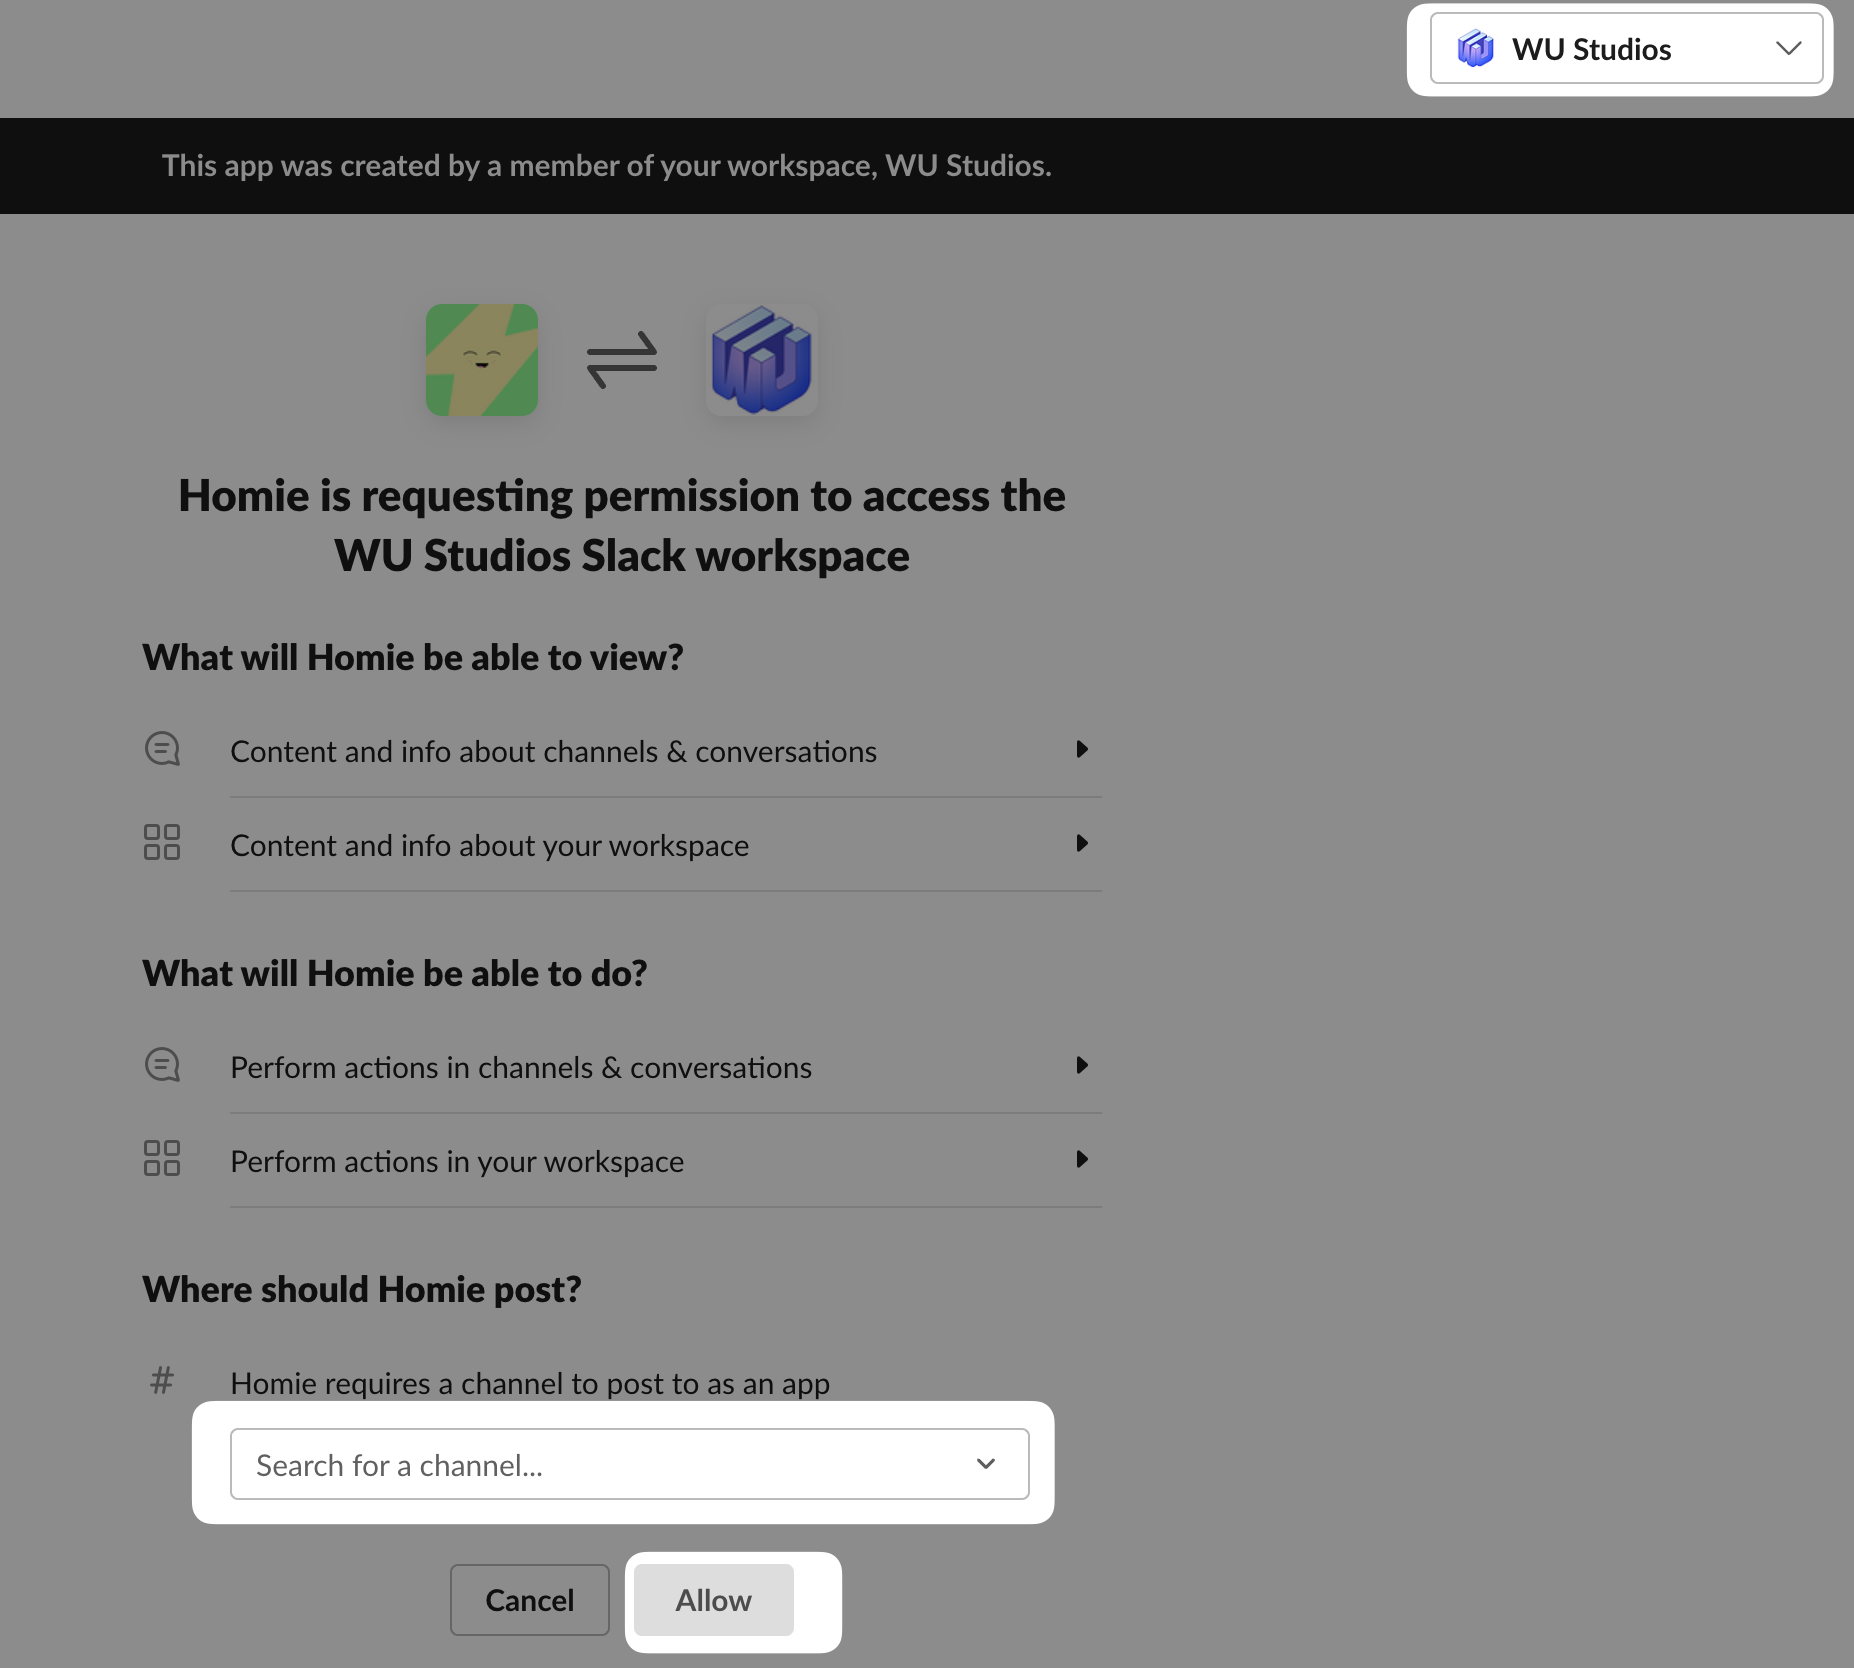 WU Studios
This app was created by a member of your workspace, WU Studios.
Homie is requesting permission to access the
WU Studios Slack workspace
What will Homie be able to view?
Content and info about channels & conversations
Content and info about your workspace
What will Homie be able to do?
Perform actions in channels & conversations
Perform actions in your workspace
Where should Homie post?
# Homie requires a channel to post to as an app
Search for a channel...
Cancel Allow